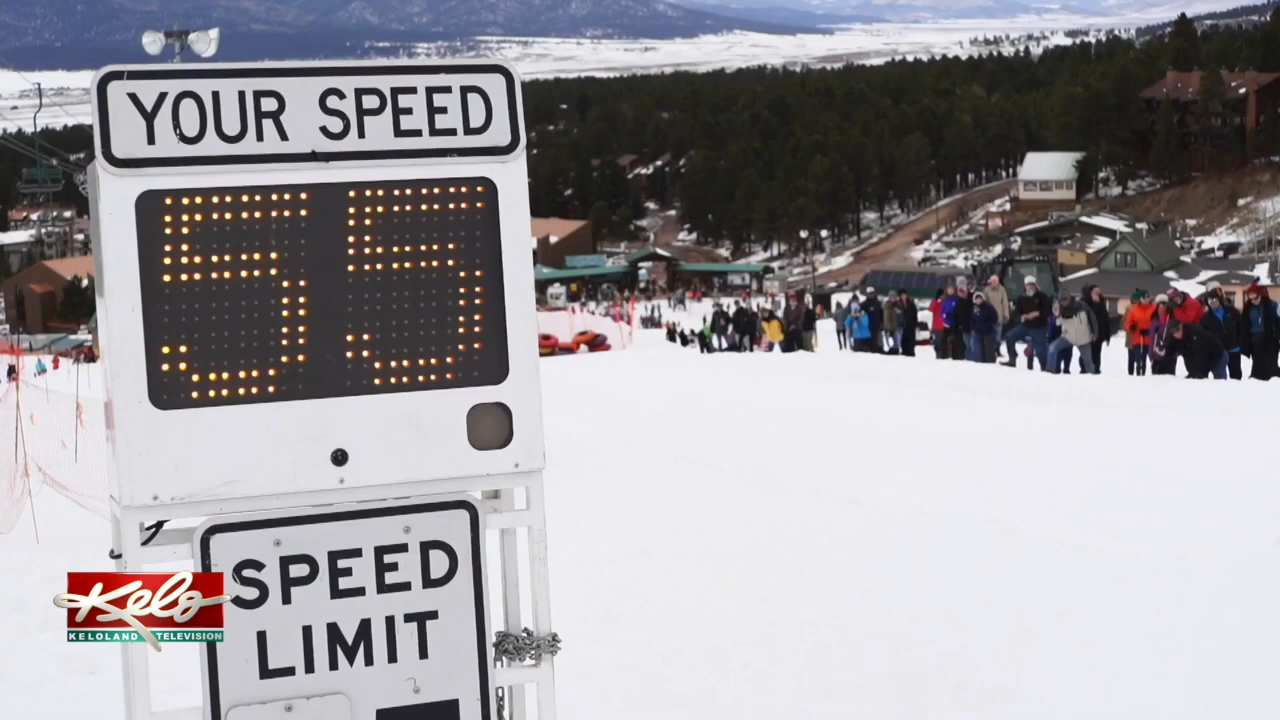 YOUR SPEED
55
SPEED
LIMIT
Kelo
KELOLAND TELEVISION